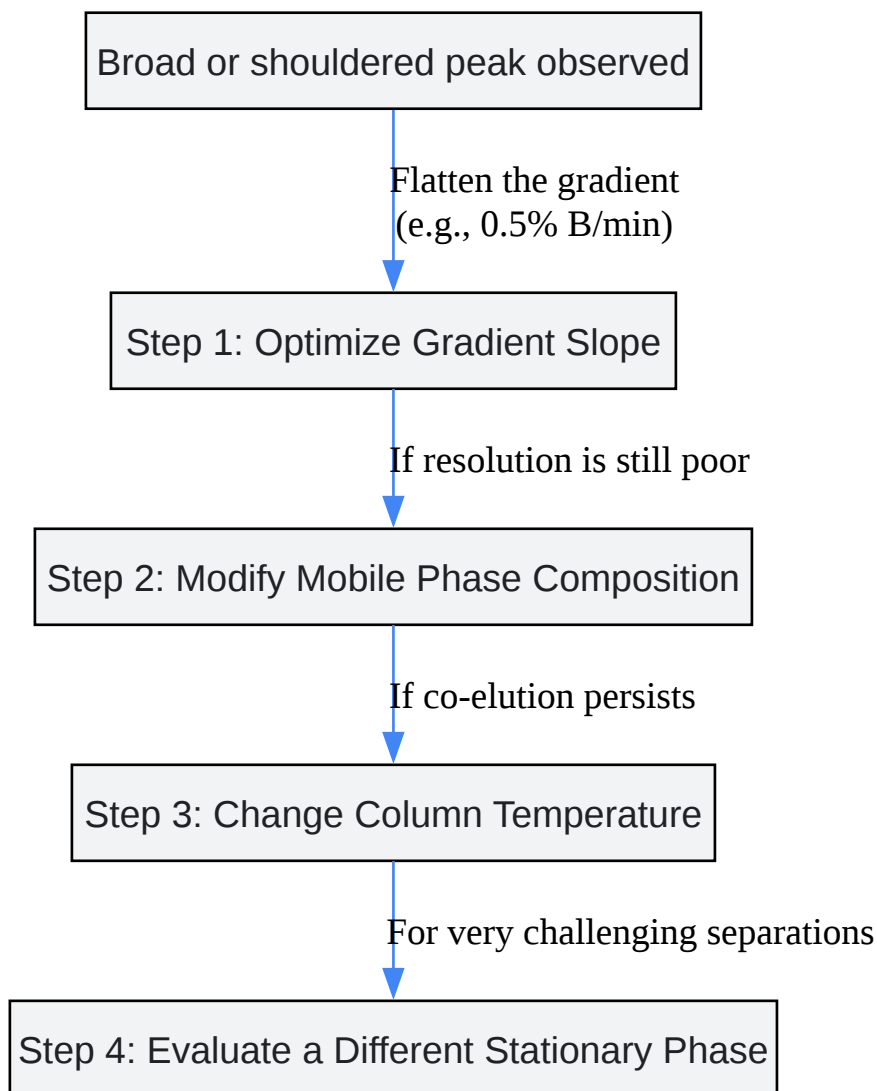 Broad or shouldered peak observed
Flatten the gradient
(e.g., 0.5% B/min)
Step 1: Optimize Gradient Slope
If resolution is still poor
Step 2: Modify Mobile Phase Composition
If co-elution persists
Step 3: Change Column Temperature
For very challenging separations
Step 4: Evaluate a Different Stationary Phase